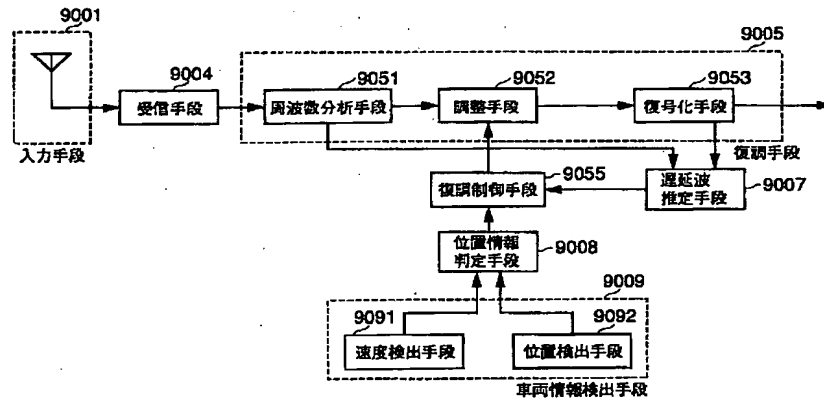 9001
9005
9004
9051
9052
9053
受信手段
周波数分析手段
調整手段
復号化手段
入力手段
復調手段
9055
復調制御手段
遅延波
推定手段
9007
位置情報
判定手段
9008
9009
9091
9092
速度検出手段
位置検出手段
車両情報検出手段